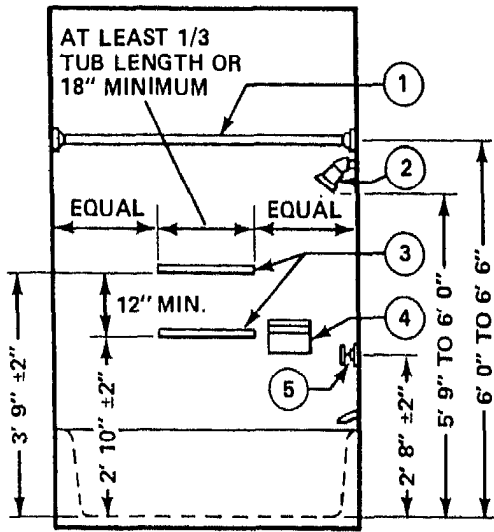 AT LEAST 1/3
TUB LENGTH OR
18" MINIMUM
1
2
EQUAL
EQUAL
3
12" MIN.
4
5
3' 9" ±2"
2' 10" ±2"
2' 8" ±2"
5' 9" TO 6' 0"
6' 0" TO 6' 6"